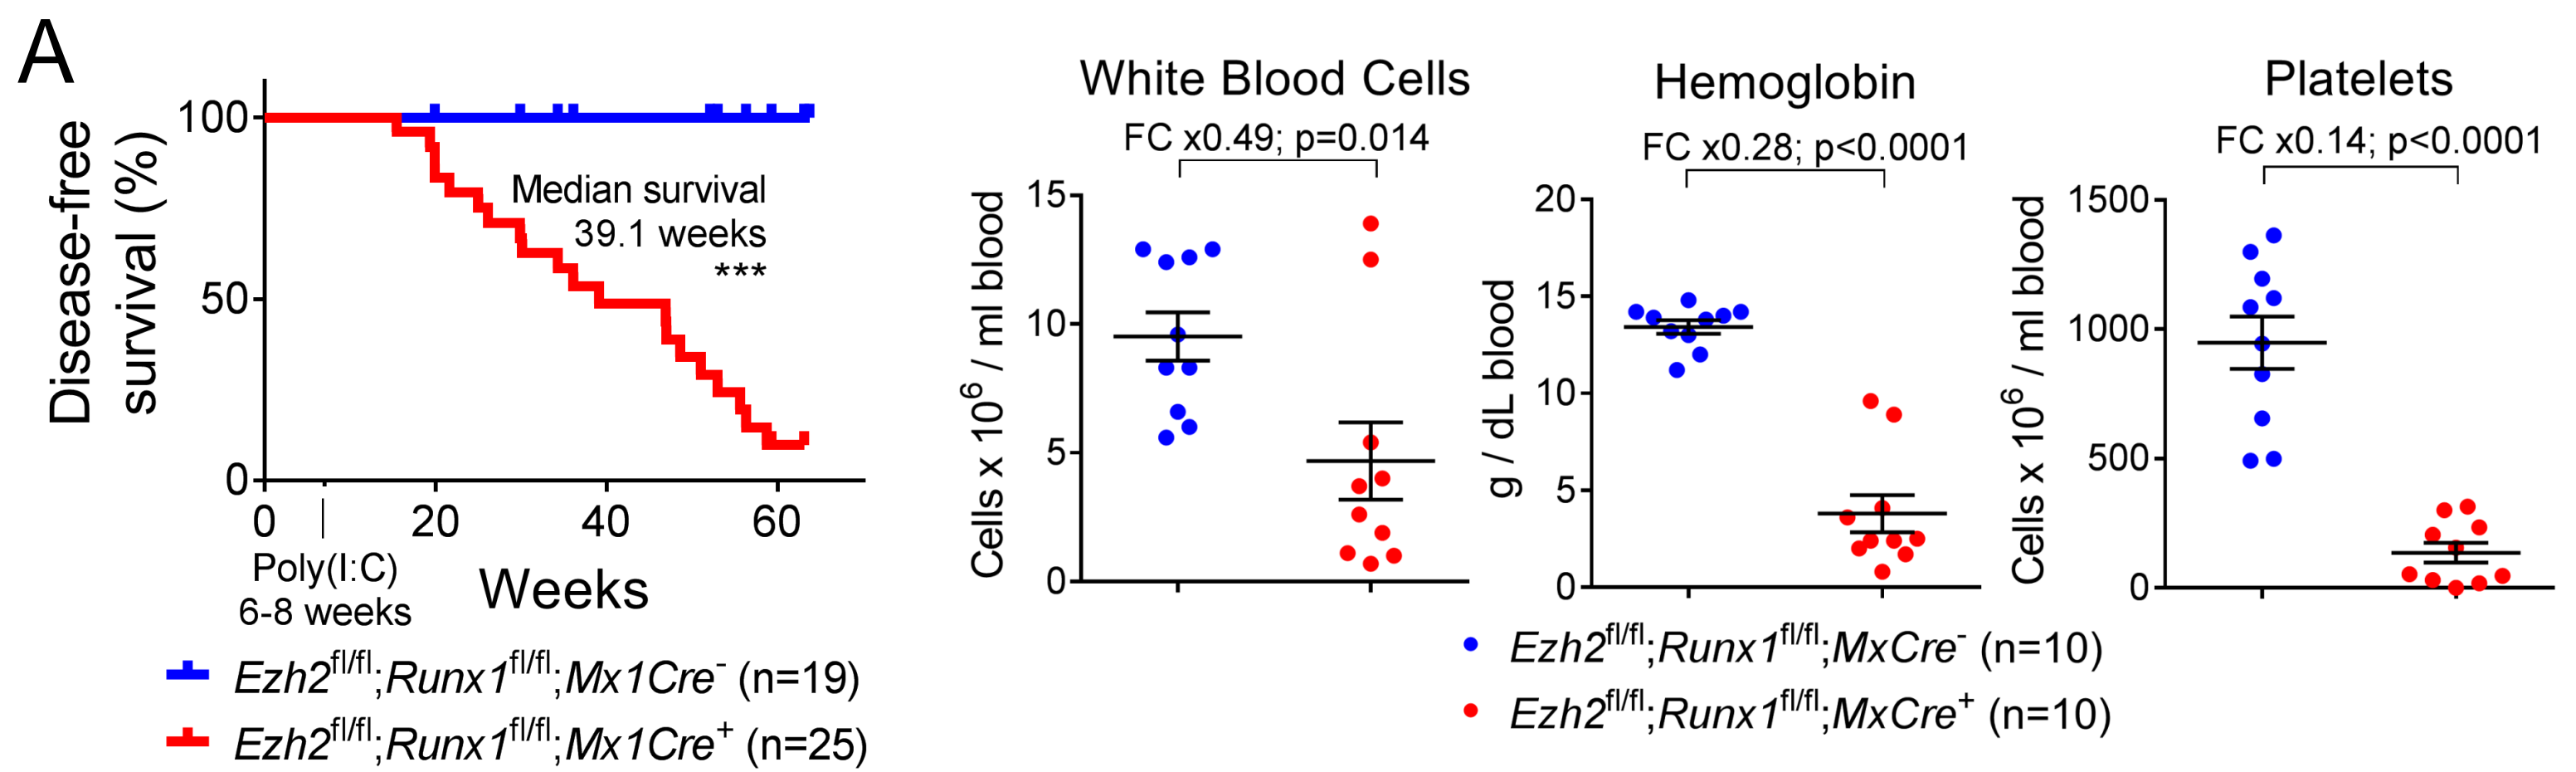 A
Disease-free
survival (%)
100
50
0
0
20
40
60
Median survival
39.1 weeks
***
Poly(I:C)
6-8 weeks
Weeks
Ezh2fl/fl;Runx1fl/fl;Mx1Cre- (n=19)
Ezh2fl/fl;Runx1fl/fl;Mx1Cre+ (n=25)
White Blood Cells
FC x0.49; p=0.014
Cells x 10⁶ / ml blood
15
10
5
0
Hemoglobin
FC x0.28; p<0.0001
g / dL blood
20
15
10
5
0
Platelets
FC x0.14; p<0.0001
Cells x 10⁶ / ml blood
1500
1000
500
0
Ezh2fl/fl;Runx1fl/fl;MxCre- (n=10)
Ezh2fl/fl;Runx1fl/fl;MxCre+ (n=10)